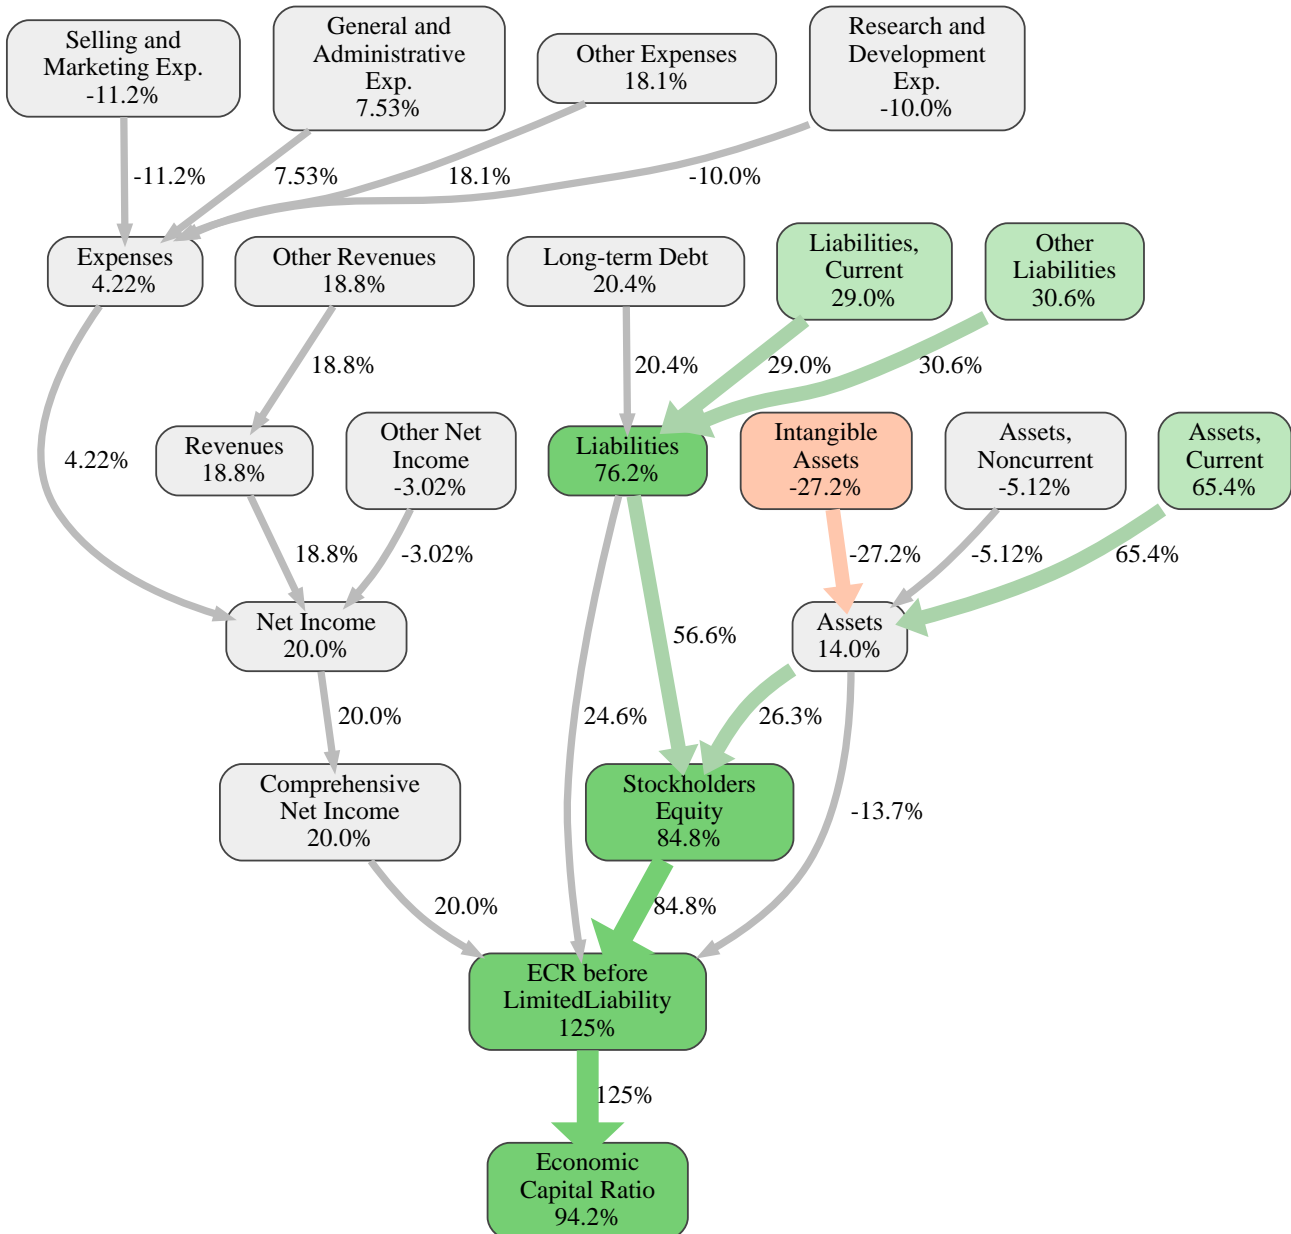 Selling and
Marketing Exp.
-11.2%
General and
Administrative
Exp.
7.53%
Other Expenses
18.1%
Research and
Development
Exp.
-10.0%
-11.2%
7.53%
18.1%
-10.0%
Expenses
4.22%
Other Revenues
18.8%
Long-term Debt
20.4%
Liabilities,
Current
29.0%
Other
Liabilities
30.6%
18.8%
20.4%
29.0%
30.6%
4.22%
Revenues
18.8%
Other Net
Income
-3.02%
Liabilities
76.2%
Intangible
Assets
-27.2%
Assets,
Noncurrent
-5.12%
Assets,
Current
65.4%
18.8%
-3.02%
-27.2%
-5.12%
65.4%
Net Income
20.0%
56.6%
Assets
14.0%
20.0%
24.6%
26.3%
Comprehensive
Net Income
20.0%
Stockholders
Equity
84.8%
-13.7%
20.0%
84.8%
ECR before
LimitedLiability
125%
125%
Economic
Capital Ratio
94.2%